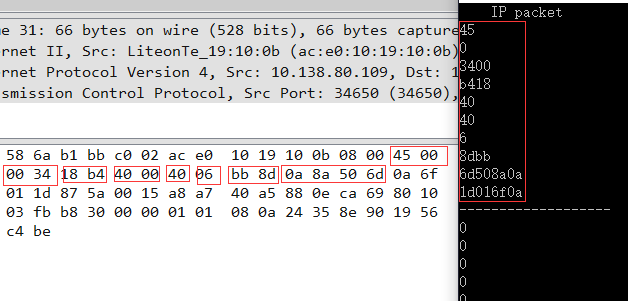 ne 31: 66 bytes on wire (528 bits), 66 bytes capture
ernet II, Src: LiteonTe_19:10:0b (ac:e0:10:19:10:0b)
ernet Protocol Version 4, Src: 10.138.80.109, Dst: 1
nsmission Control Protocol, Src Port: 34650 (34650),
58 6a b1 bb c0 02 ac e0 10 19 10 0b 08 00 45 00
00 34 18 b4 40 00 40 06 bb 8d 0a 8a 50 6d 0a 6f
01 1d 87 5a 00 15 a8 a7 40 a5 88 0e ca 69 80 10
03 fb b8 30 00 00 01 01 08 0a 24 35 8e 90 19 56
c4 be
IP packet
45
0
3400
b418
40
40
6
8dbb
6d508a0a
1d016f0a
--------------------
0
0
0
0
0